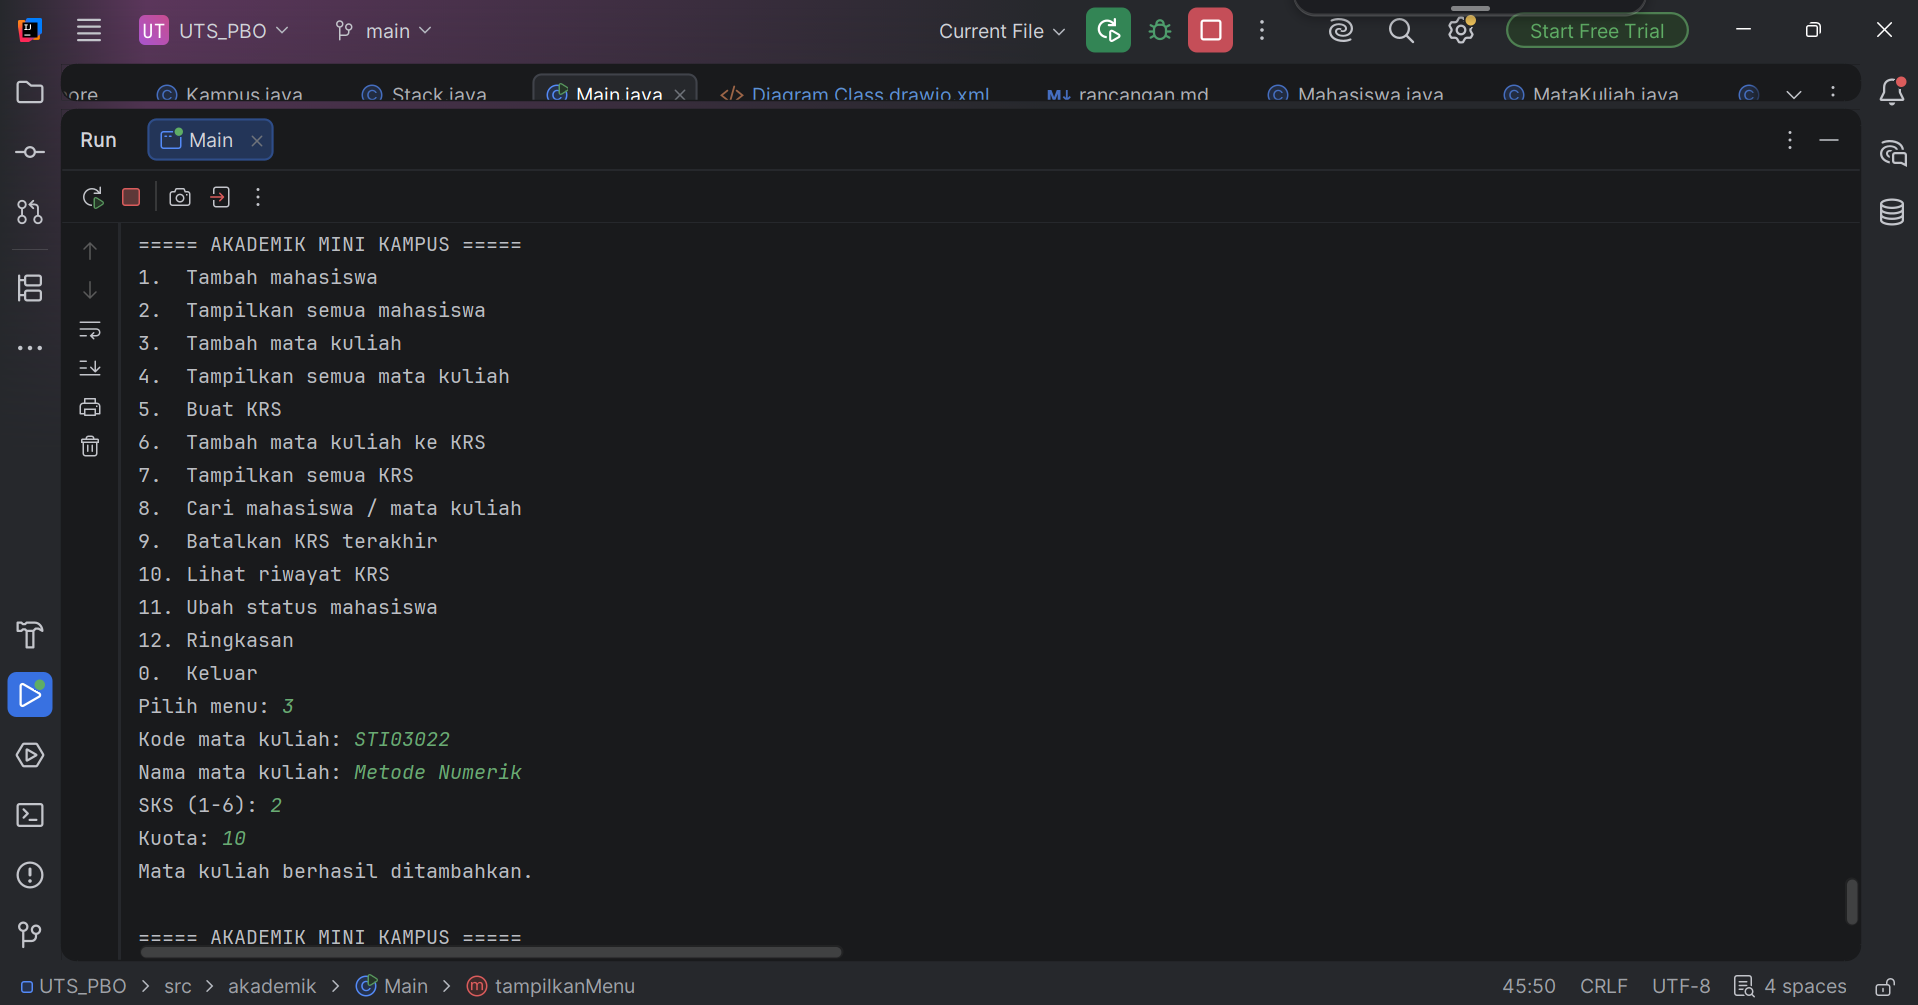 UT UTS_PBO main Current File Start Free Trial
ore Kampus.java Stack.java Main.java Diagram Class.drawio.xml M↓ rancangan.md Mahasiswa.java MataKuliah.java
Run Main
===== AKADEMIK MINI KAMPUS =====
1. Tambah mahasiswa
2. Tampilkan semua mahasiswa
3. Tambah mata kuliah
4. Tampilkan semua mata kuliah
5. Buat KRS
6. Tambah mata kuliah ke KRS
7. Tampilkan semua KRS
8. Cari mahasiswa / mata kuliah
9. Batalkan KRS terakhir
10. Lihat riwayat KRS
11. Ubah status mahasiswa
12. Ringkasan
0. Keluar
Pilih menu: 3
Kode mata kuliah: STI03022
Nama mata kuliah: Metode Numerik
SKS (1-6): 2
Kuota: 10
Mata kuliah berhasil ditambahkan.
===== AKADEMIK MINI KAMPUS =====
UTS_PBO > src > akademik > Main > tampilkanMenu 45:50 CRLF UTF-8 4 spaces